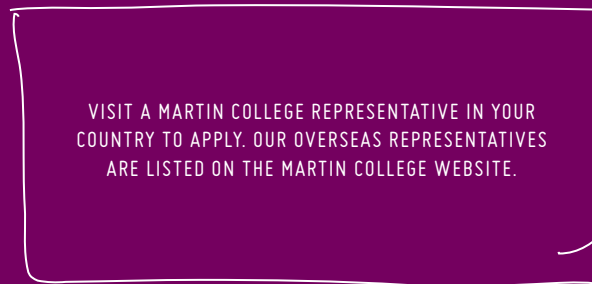 VISIT A MARTIN COLLEGE REPRESENTATIVE IN YOUR
COUNTRY TO APPLY. OUR OVERSEAS REPRESENTATIVES
ARE LISTED ON THE MARTIN COLLEGE WEBSITE.